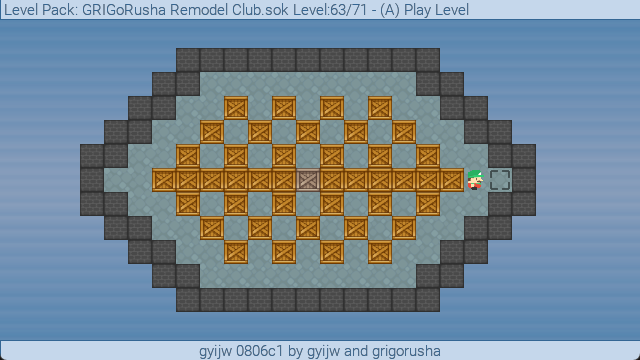 Level Pack: GRIGoRusha Remodel Club.sok Level:63/71 - (A) Play Level
gyijw 0806c1 by gyijw and grigorusha